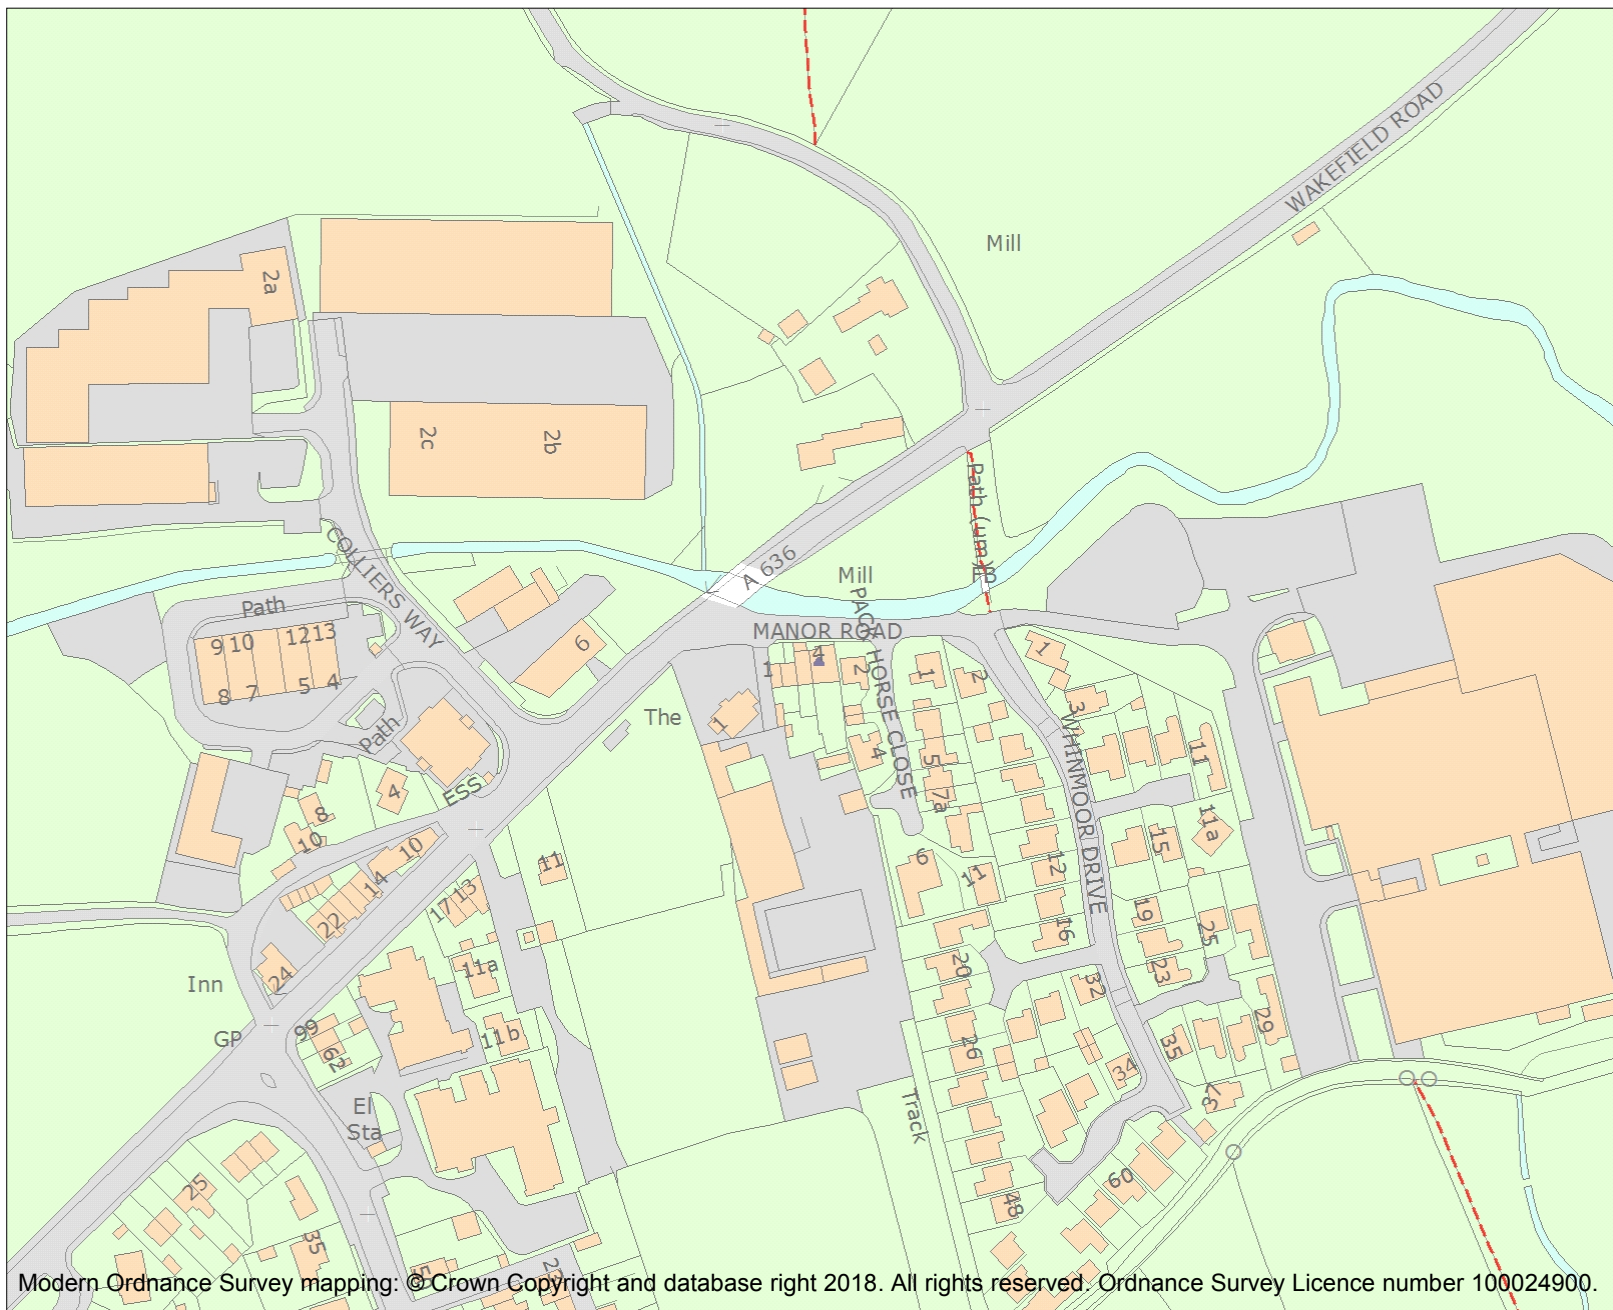 WAKEFIELD ROAD
Mill
2a
2c
2b
COLLIERS WAY
A 636
Path (um)
FB
Mill
Path
9 10
12 13
8 7
5 4
6
MANOR ROAD
PACK HORSE CLOSE
1
4
2
1
2
1
3
WHINMOOR DRIVE
The
1
Path
4
5
7a
11
ESS
4
8
10
10
14
22
24
11
17 13
6
11
12
16
11a
15
19
25
23
11a
11b
20
26
32
34
35
29
37
Inn
GP
66
62
El
Sta
Track
25
35
48
60
23
Modern Ordnance Survey mapping: © Crown Copyright and database right 2018. All rights reserved. Ordnance Survey Licence number 100024900.